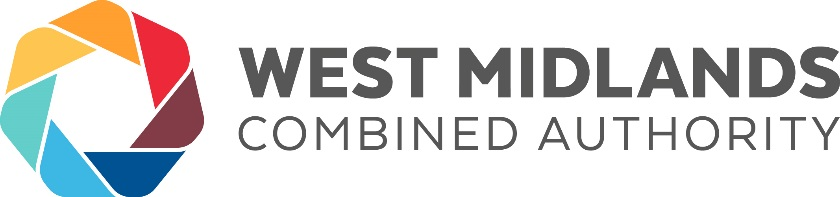 WEST MIDLANDS
COMBINED AUTHORITY